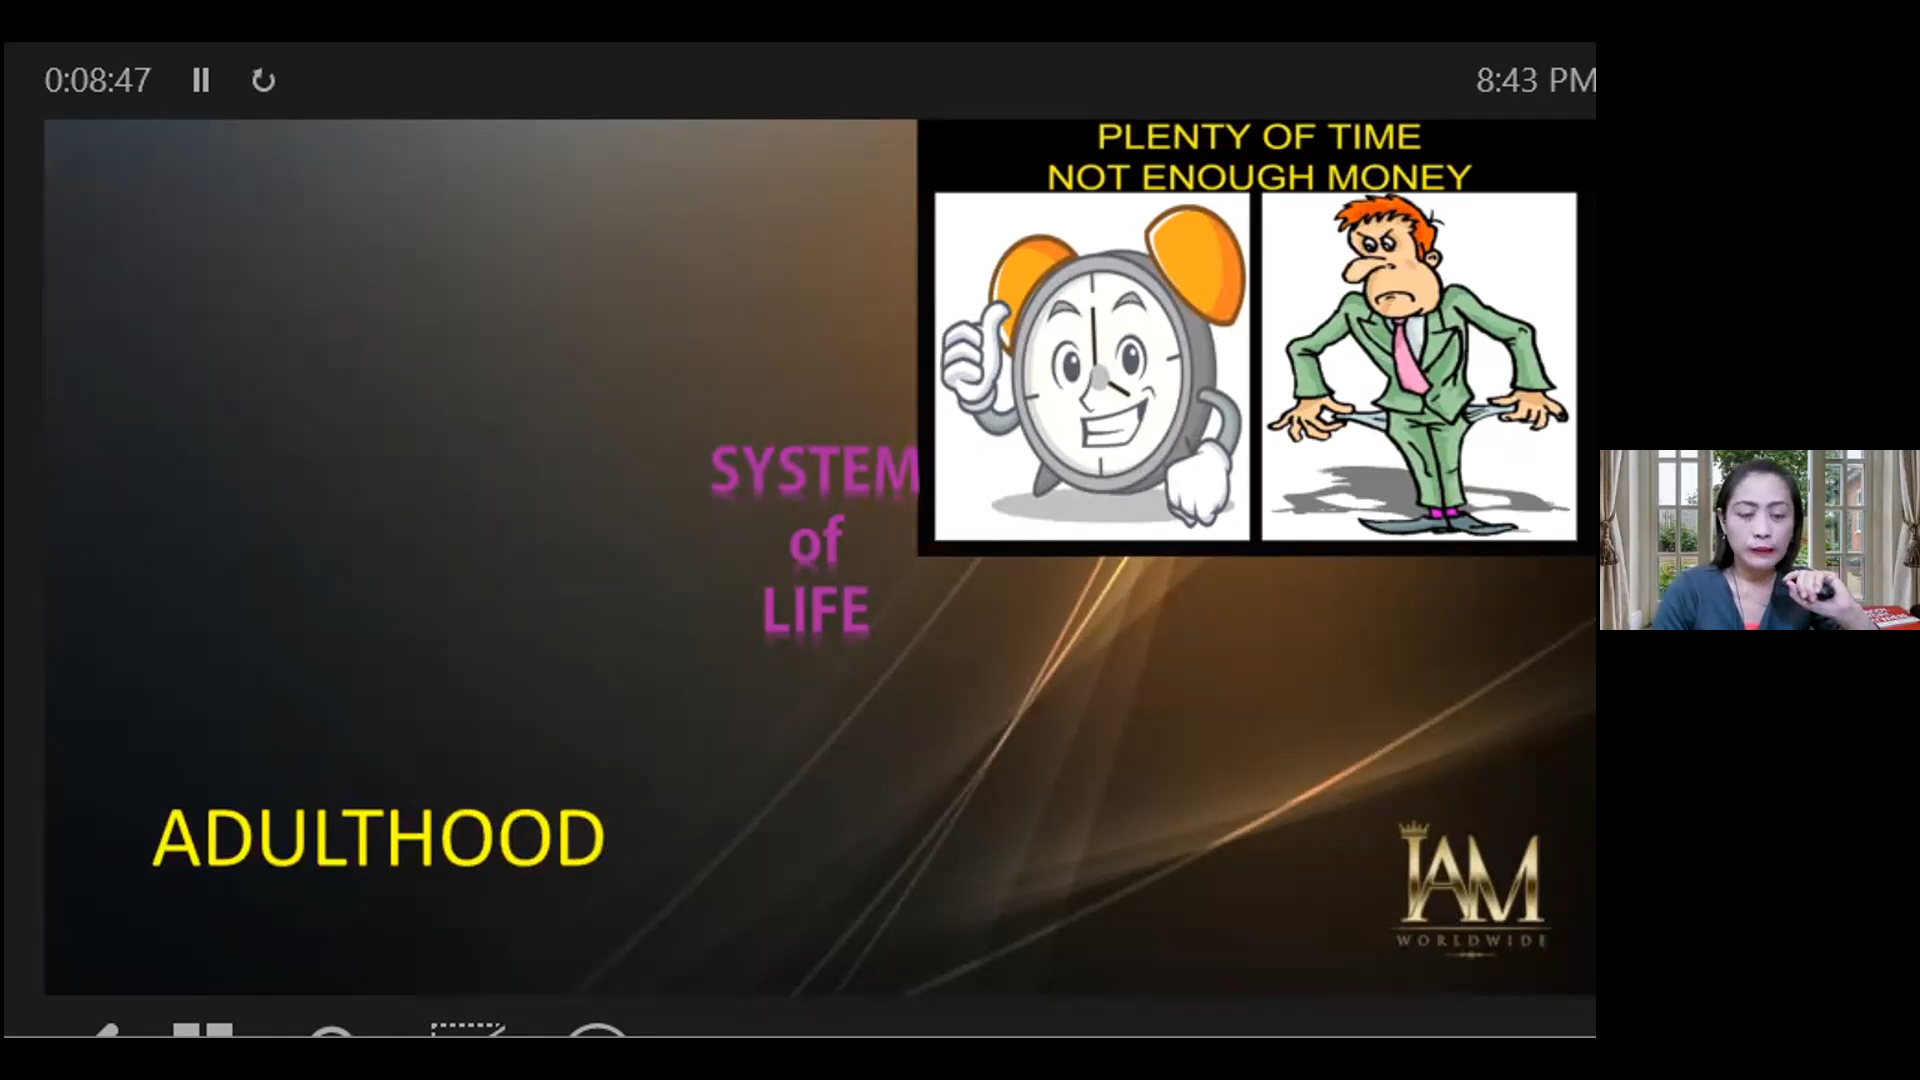 0:08:47
8:43 PM
PLENTY OF TIME
NOT ENOUGH MONEY
SYSTEM
of
LIFE
ADULTHOOD
IAM
WORLDWIDE